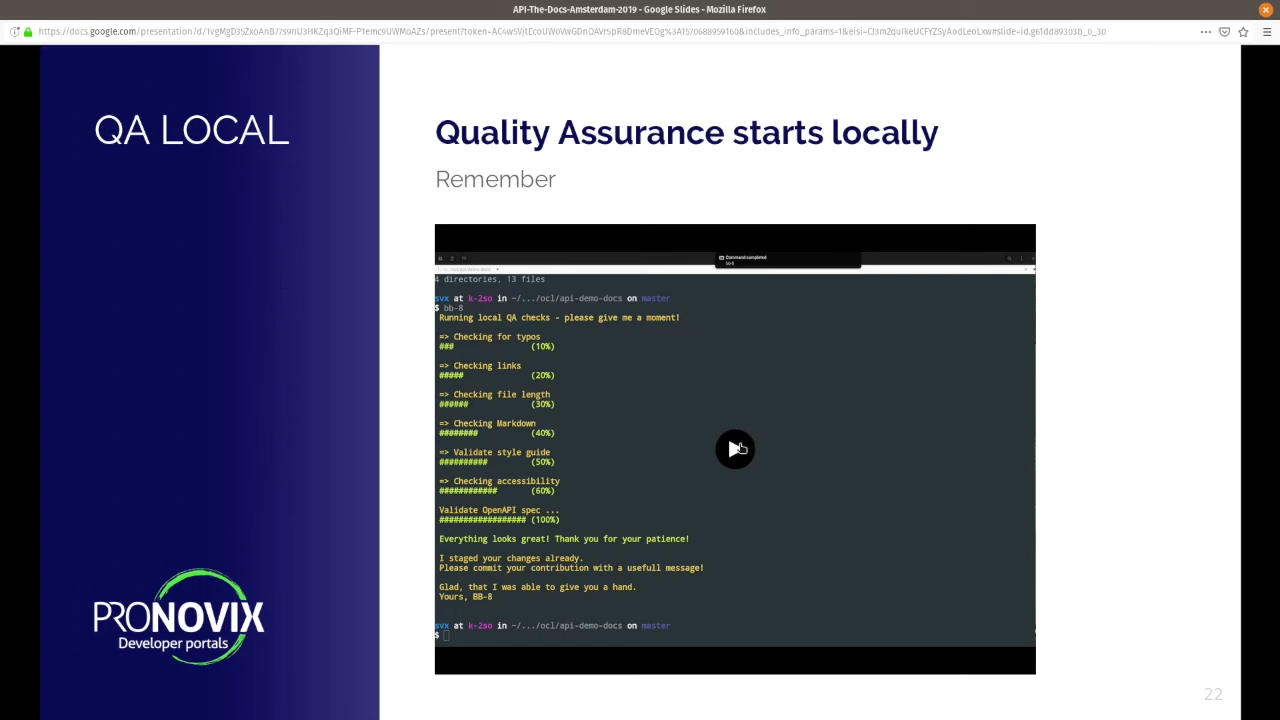 API-The-Docs-Amsterdam-2019 - Google Slides - Mozilla Firefox
QA LOCAL
Quality Assurance starts locally
Remember
Command completed
bb-8
4 directories, 13 files
svx at k-2so in ~/.../ocl/api-demo-docs on master
$ bb-8
Running local QA checks - please give me a moment!
=> Checking for typos
### (10%)
=> Checking links
##### (20%)
=> Checking file length
###### (30%)
=> Checking Markdown
######## (40%)
=> Validate style guide
########## (50%)
=> Checking accessibility
############ (60%)
Validate OpenAPI spec ...
################## (100%)
Everything looks great! Thank you for your patience!
I staged your changes already.
Please commit your contribution with a usefull message!
Glad, that I was able to give you a hand.
Yours, BB-8
svx at k-2so in ~/.../ocl/api-demo-docs on master
$
PRONOVIX
Developer portals
22